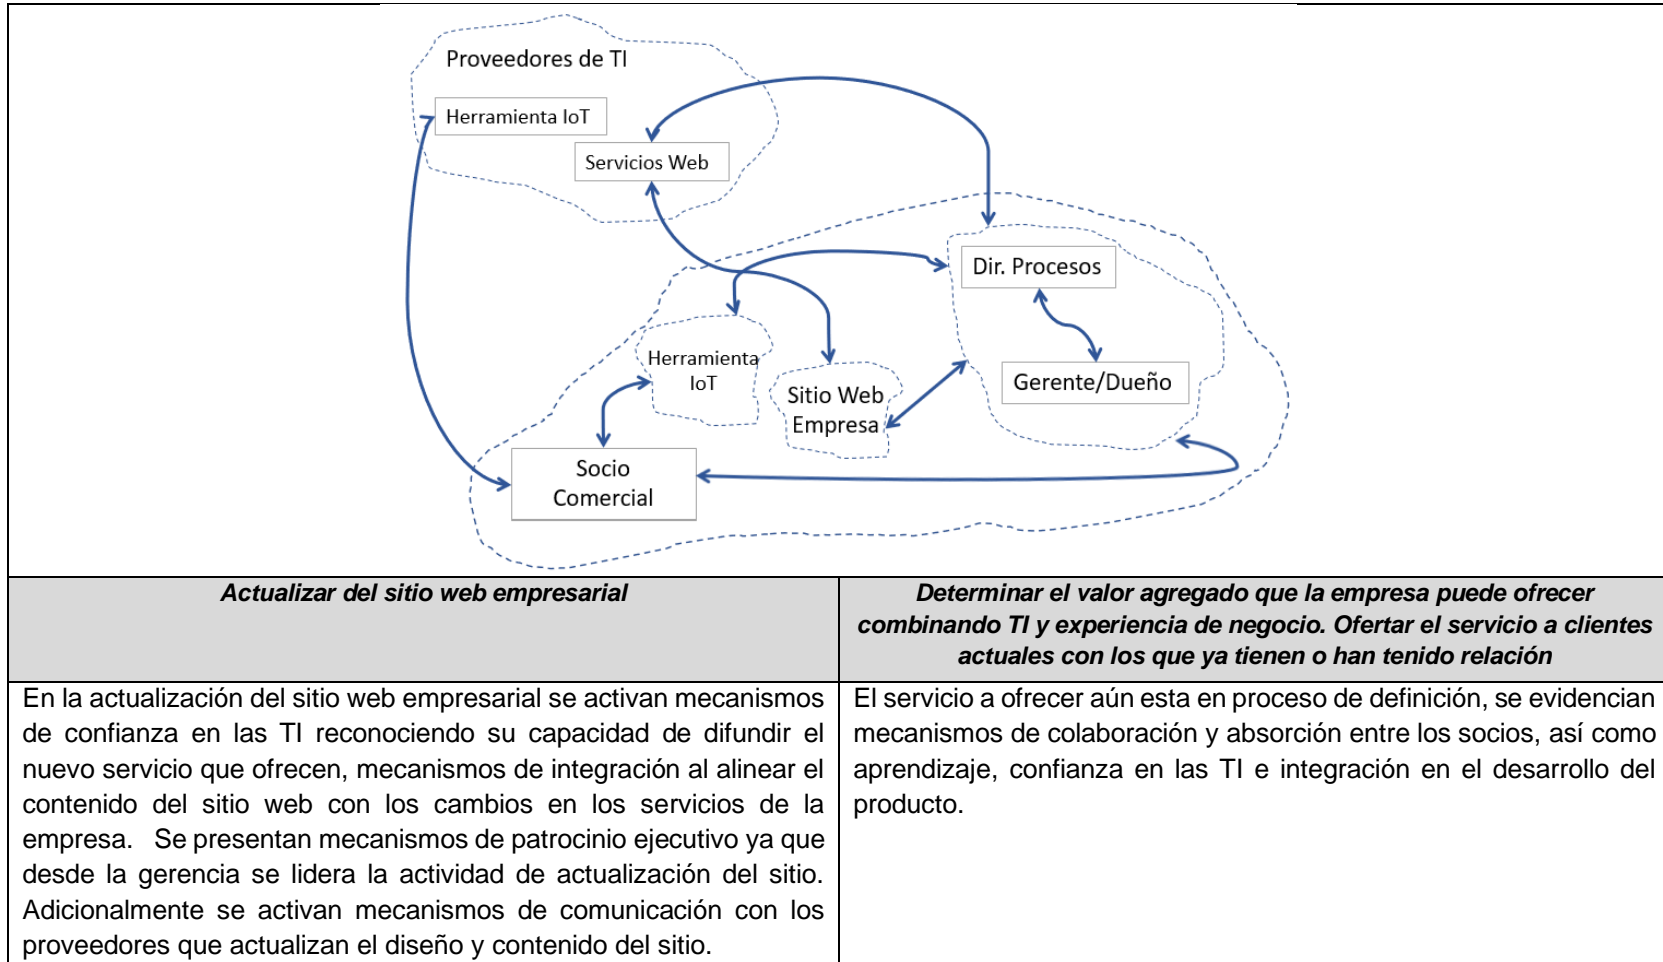 Proveedores de TI
Herramienta IoT
Servicios Web
Dir. Procesos
Herramienta
IoT
Sitio Web
Empresa
Gerente/Dueño
Socio
Comercial
Actualizar del sitio web empresarial
Determinar el valor agregado que la empresa puede ofrecer
combinando TI y experiencia de negocio. Ofertar el servicio a clientes
actuales con los que ya tienen o han tenido relación
En la actualización del sitio web empresarial se activan mecanismos
de confianza en las TI reconociendo su capacidad de difundir el
nuevo servicio que ofrecen, mecanismos de integración al alinear el
contenido del sitio web con los cambios en los servicios de la
empresa. Se presentan mecanismos de patrocinio ejecutivo ya que
desde la gerencia se lidera la actividad de actualización del sitio.
Adicionalmente se activan mecanismos de comunicación con los
proveedores que actualizan el diseño y contenido del sitio.
El servicio a ofrecer aún esta en proceso de definición, se evidencian
mecanismos de colaboración y absorción entre los socios, así como
aprendizaje, confianza en las TI e integración en el desarrollo del
producto.